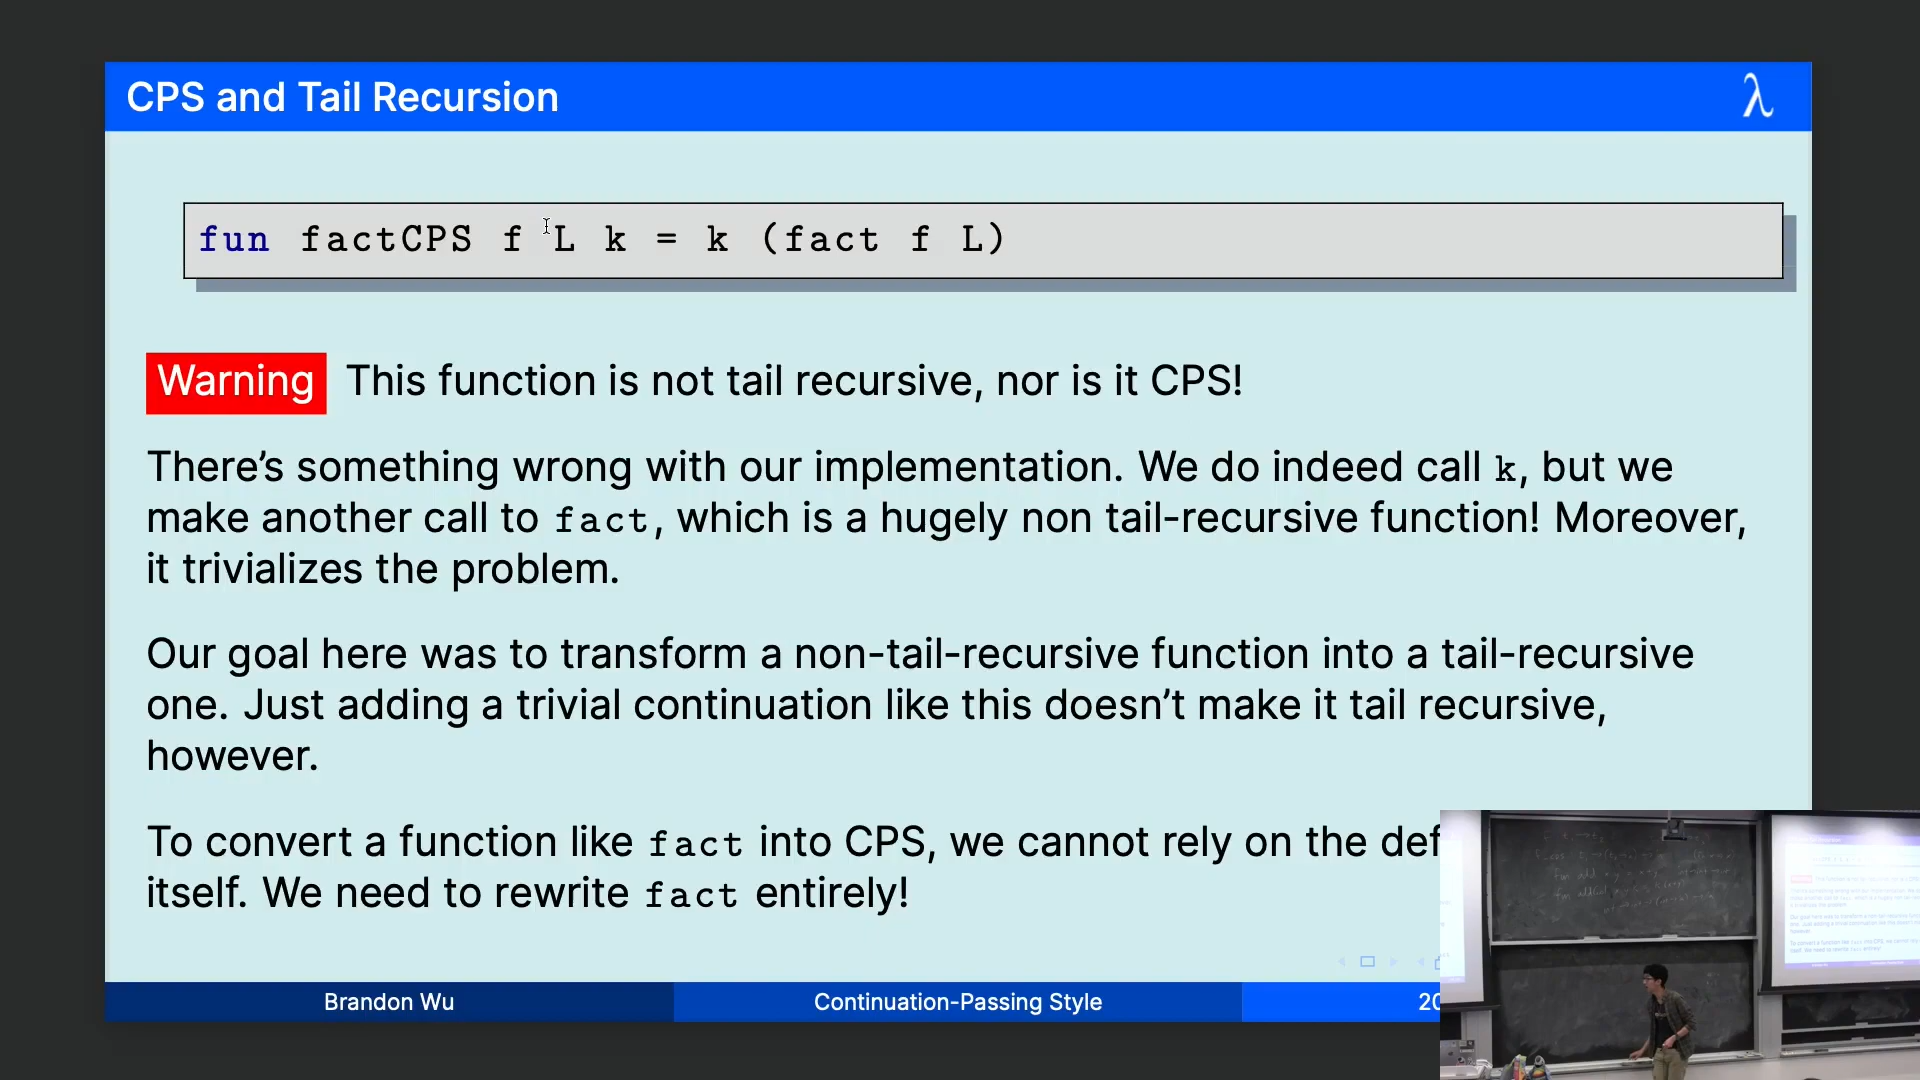 CPS and Tail Recursion λ
fun factCPS f L k = k (fact f L)
Warning This function is not tail recursive, nor is it CPS!
There’s something wrong with our implementation. We do indeed call k, but we
make another call to fact, which is a hugely non tail-recursive function! Moreover,
it trivializes the problem.
Our goal here was to transform a non-tail-recursive function into a tail-recursive
one. Just adding a trivial continuation like this doesn’t make it tail recursive,
however.
To convert a function like fact into CPS, we cannot rely on the def
itself. We need to rewrite fact entirely!
Brandon Wu Continuation-Passing Style 20